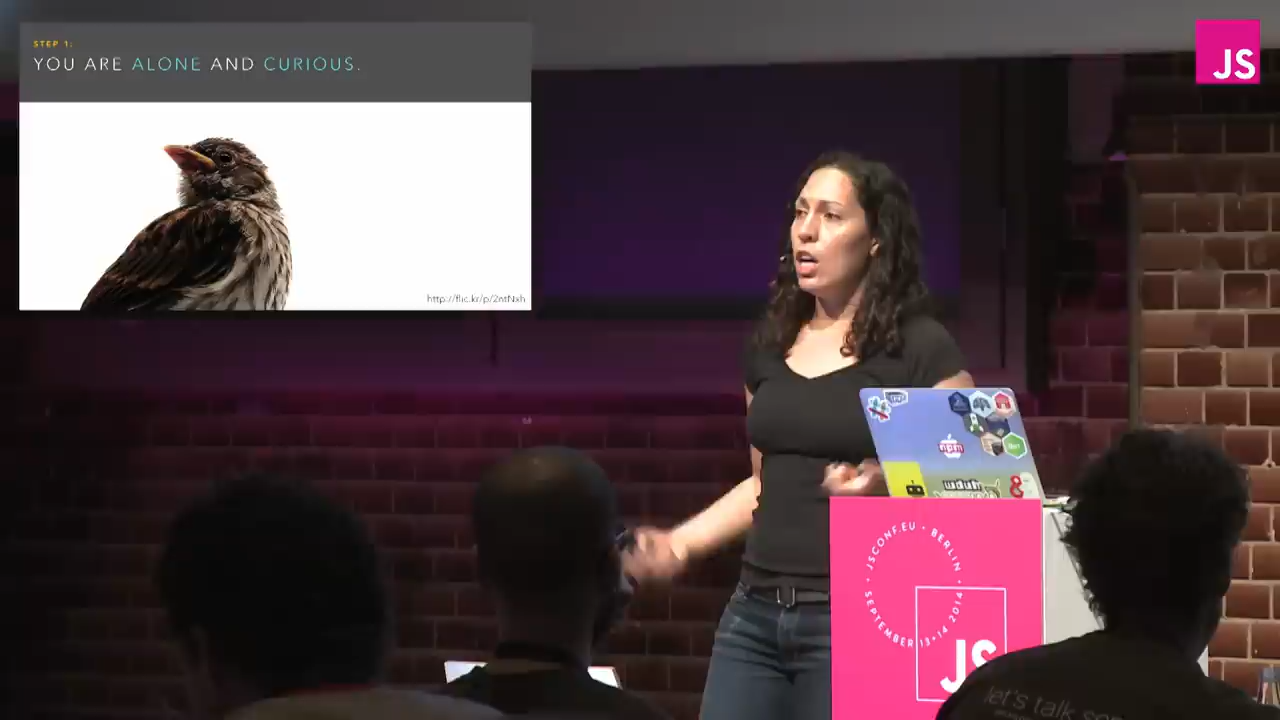 STEP 1:
YOU ARE ALONE AND CURIOUS.
http://flic.kr/p/2ntNxh
JS
npm
JSCONF.EU • BERLIN
SEPTEMBER 13+14 2014
JS
let's talk